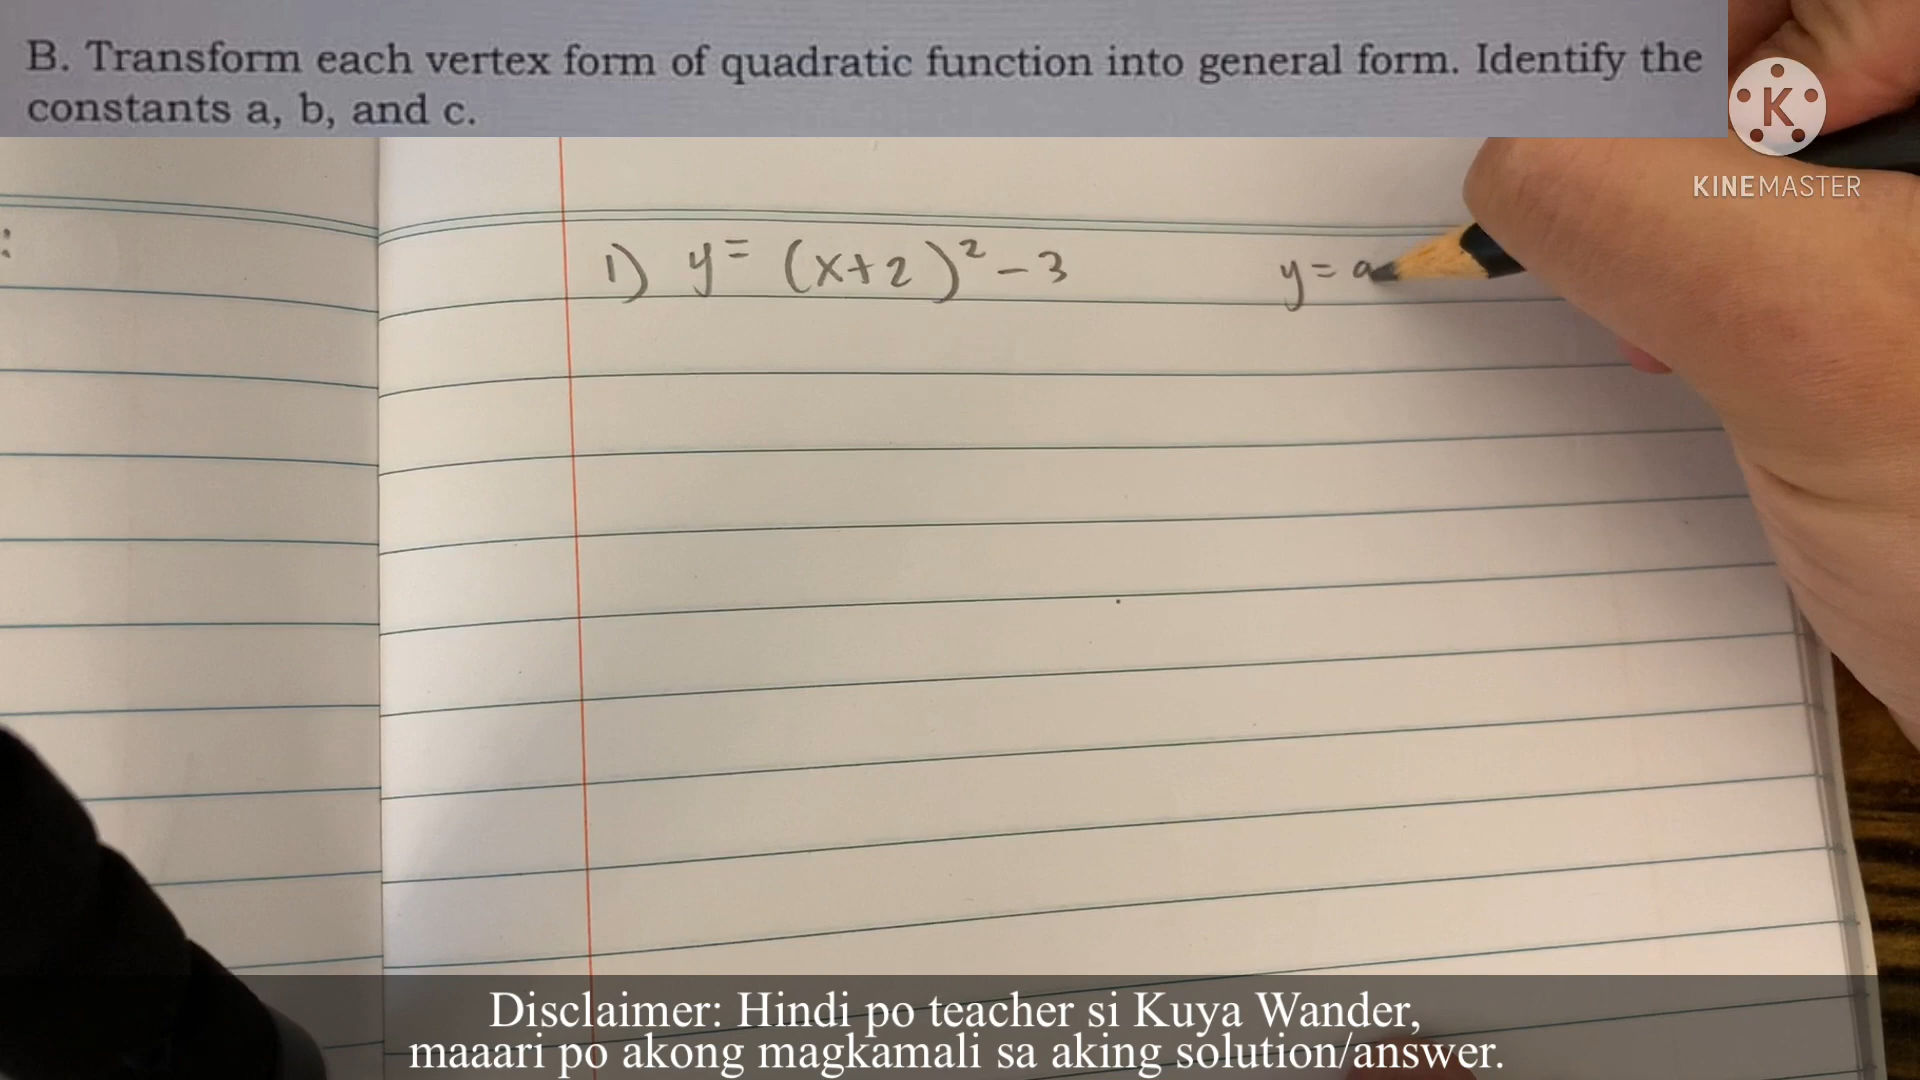 B. Transform each vertex form of quadratic function into general form. Identify the
constants a, b, and c.
KINEMASTER
:
1) y = (x+2)² - 3
y = a
Disclaimer: Hindi po teacher si Kuya Wander,
maaari po akong magkamali sa aking solution/answer.